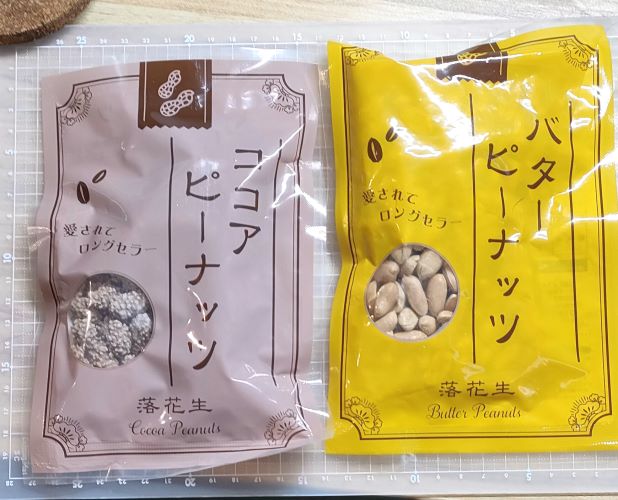 ココア
ピーナッツ
愛されて
ロングセラー
落花生
Cocoa Peanuts
バター
ピーナッツ
愛されて
ロングセラー
落花生
Butter Peanuts